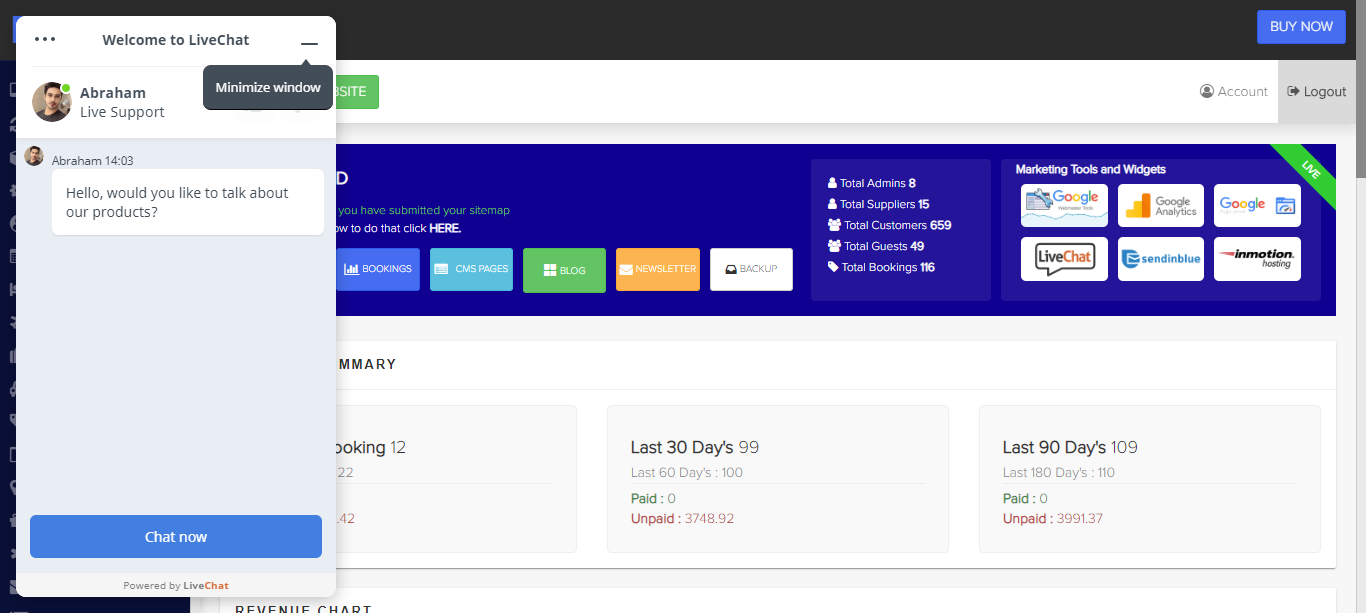 BUY NOW
Welcome to LiveChat
Minimize window
Abraham
Live Support
BSITE
Account
Logout
Abraham 14:03
Hello, would you like to talk about
our products?
D
you have submitted your sitemap
ow to do that click HERE.
BOOKINGS
CMS PAGES
BLOG
NEWSLETTER
BACKUP
Total Admins 8
Total Suppliers 15
Total Customers 659
Total Guests 49
Total Bookings 116
Marketing Tools and Widgets
LIVE
Google
Webmaster Tools
Google
Analytics
Google
LiveChat
sendinblue
inmotion
hosting
MMARY
ooking 12
22
.42
Last 30 Day's 99
Last 60 Day's : 100
Paid : 0
Unpaid : 3748.92
Last 90 Day's 109
Last 180 Day's : 110
Paid : 0
Unpaid : 3991.37
Chat now
Powered by LiveChat
REVENUE CHART